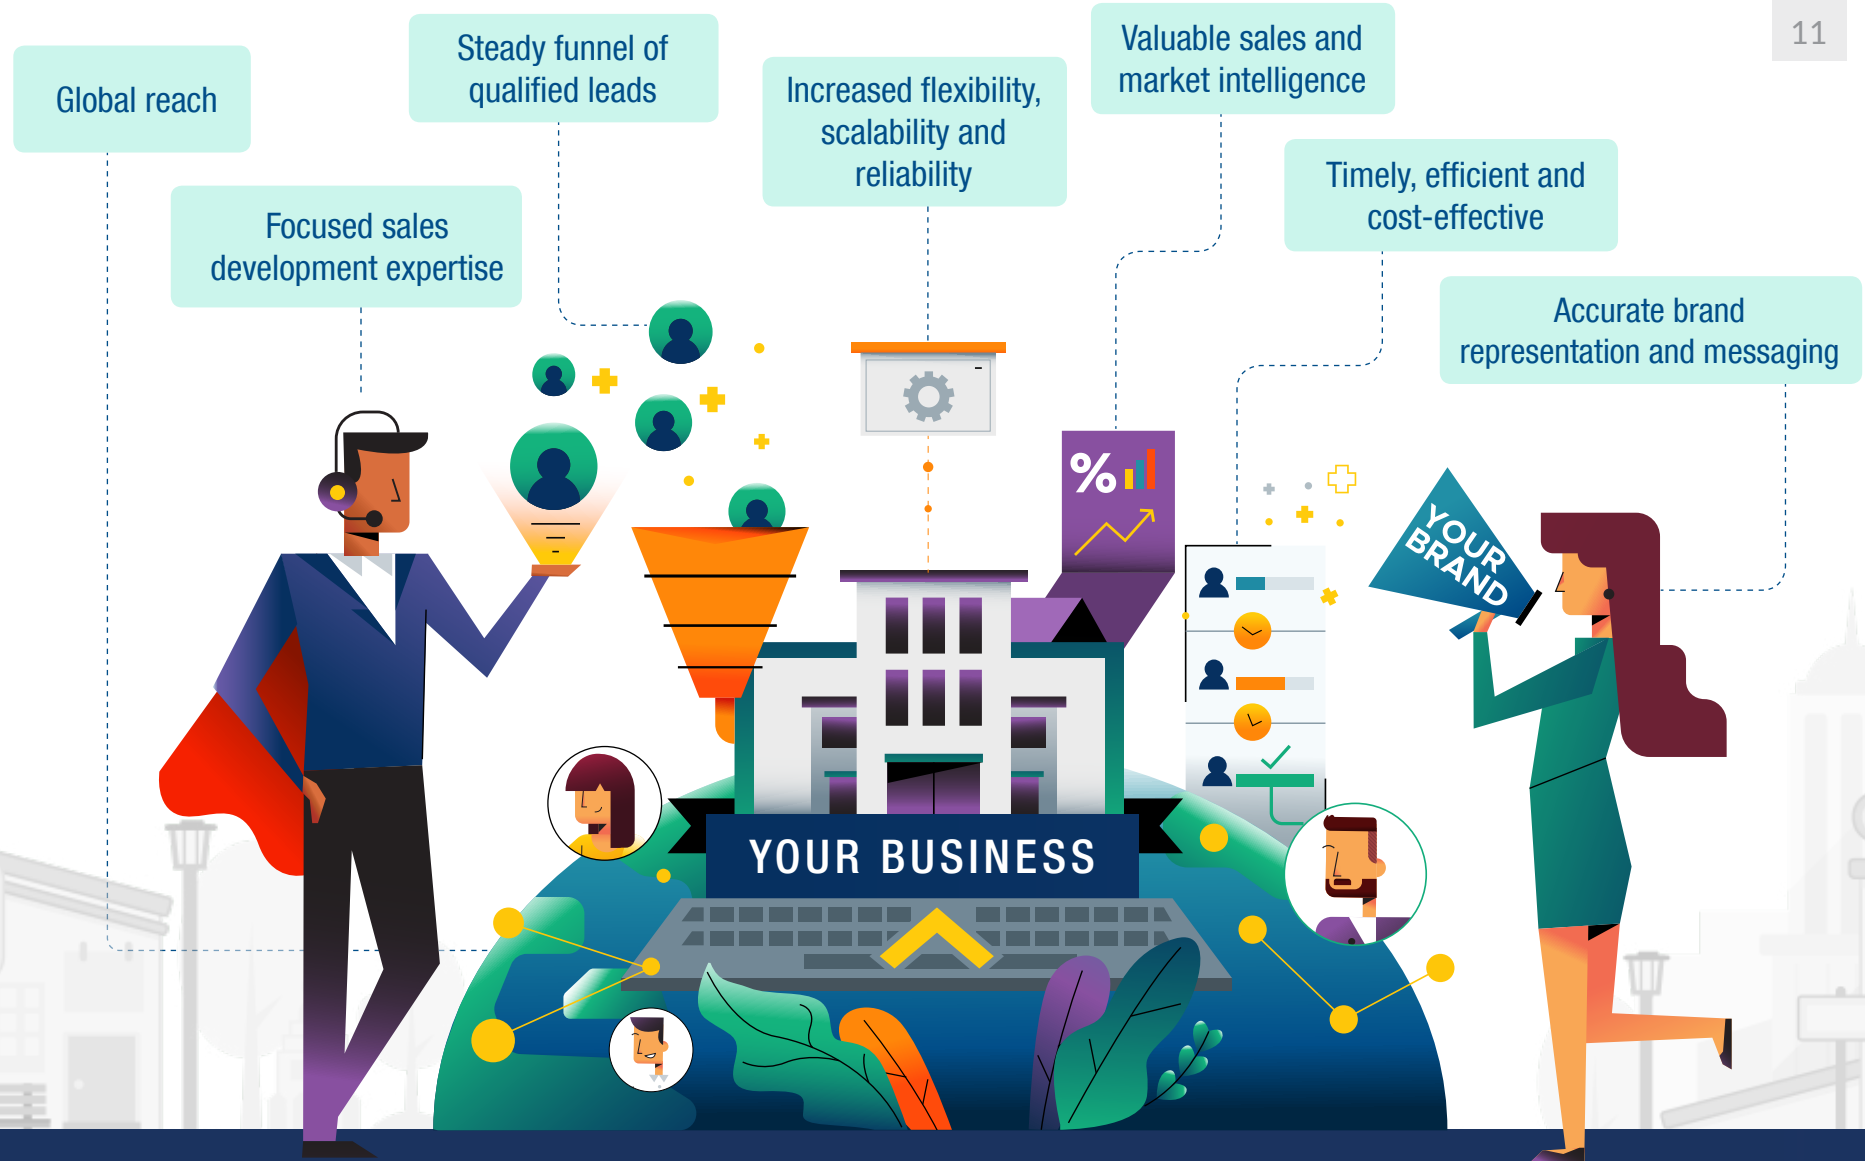 11
Global reach
Steady funnel of
qualified leads
Increased flexibility,
scalability and
reliability
Valuable sales and
market intelligence
Focused sales
development expertise
Timely, efficient and
cost-effective
Accurate brand
representation and messaging
%
YOUR
BRAND
YOUR BUSINESS